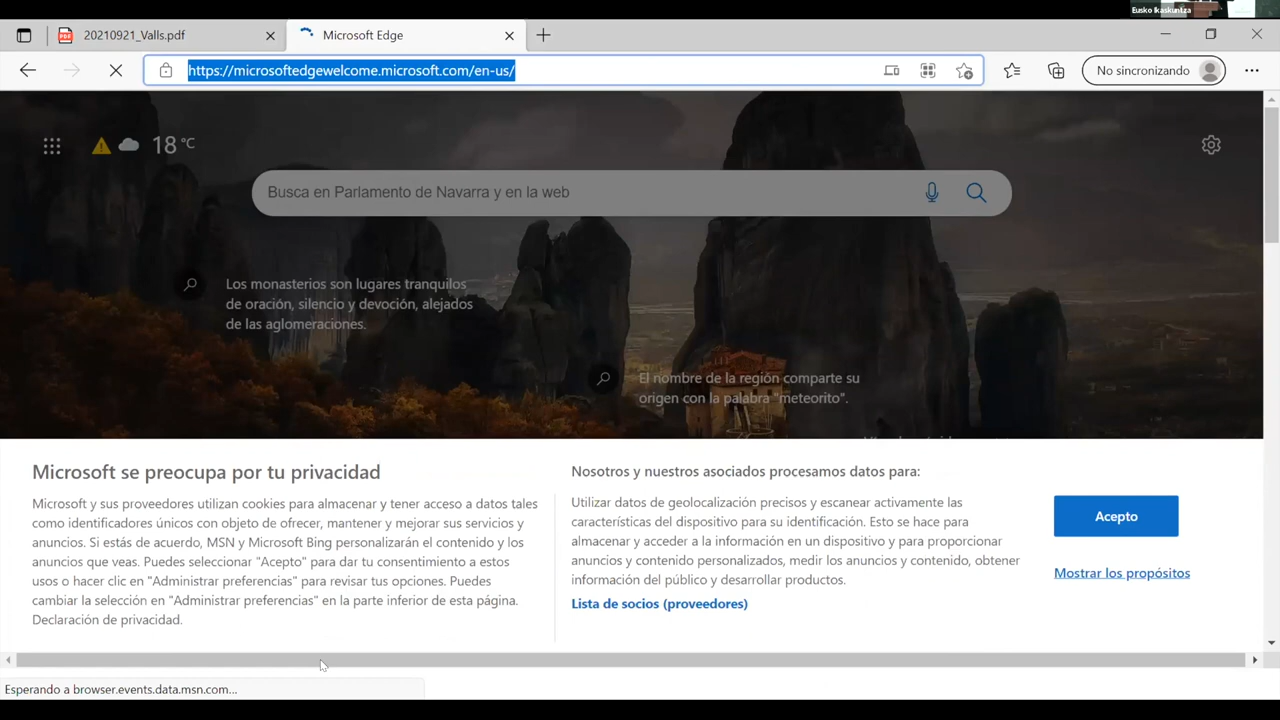 Eusko Ikaskuntza
20210921_Valls.pdf
Microsoft Edge
https://microsoftedgewelcome.microsoft.com/en-us/
No sincronizando
18 °C
Busca en Parlamento de Navarra y en la web
Los monasterios son lugares tranquilos
de oración, silencio y devoción, alejados
de las aglomeraciones.
El nombre de la región comparte su
origen con la palabra "meteorito".
Microsoft se preocupa por tu privacidad
Microsoft y sus proveedores utilizan cookies para almacenar y tener acceso a datos tales
como identificadores únicos con objeto de ofrecer, mantener y mejorar sus servicios y
anuncios. Si estás de acuerdo, MSN y Microsoft Bing personalizarán el contenido y los
anuncios que veas. Puedes seleccionar "Acepto" para dar tu consentimiento a estos
usos o hacer clic en "Administrar preferencias" para revisar tus opciones. Puedes
cambiar la selección en "Administrar preferencias" en la parte inferior de esta página.
Declaración de privacidad.
Nosotros y nuestros asociados procesamos datos para:
Utilizar datos de geolocalización precisos y escanear activamente las
características del dispositivo para su identificación. Esto se hace para
almacenar y acceder a la información en un dispositivo y para proporcionar
anuncios y contenido personalizados, medir los anuncios y contenido, obtener
información del público y desarrollar productos.
Lista de socios (proveedores)
Acepto
Mostrar los propósitos
Esperando a browser.events.data.msn.com...